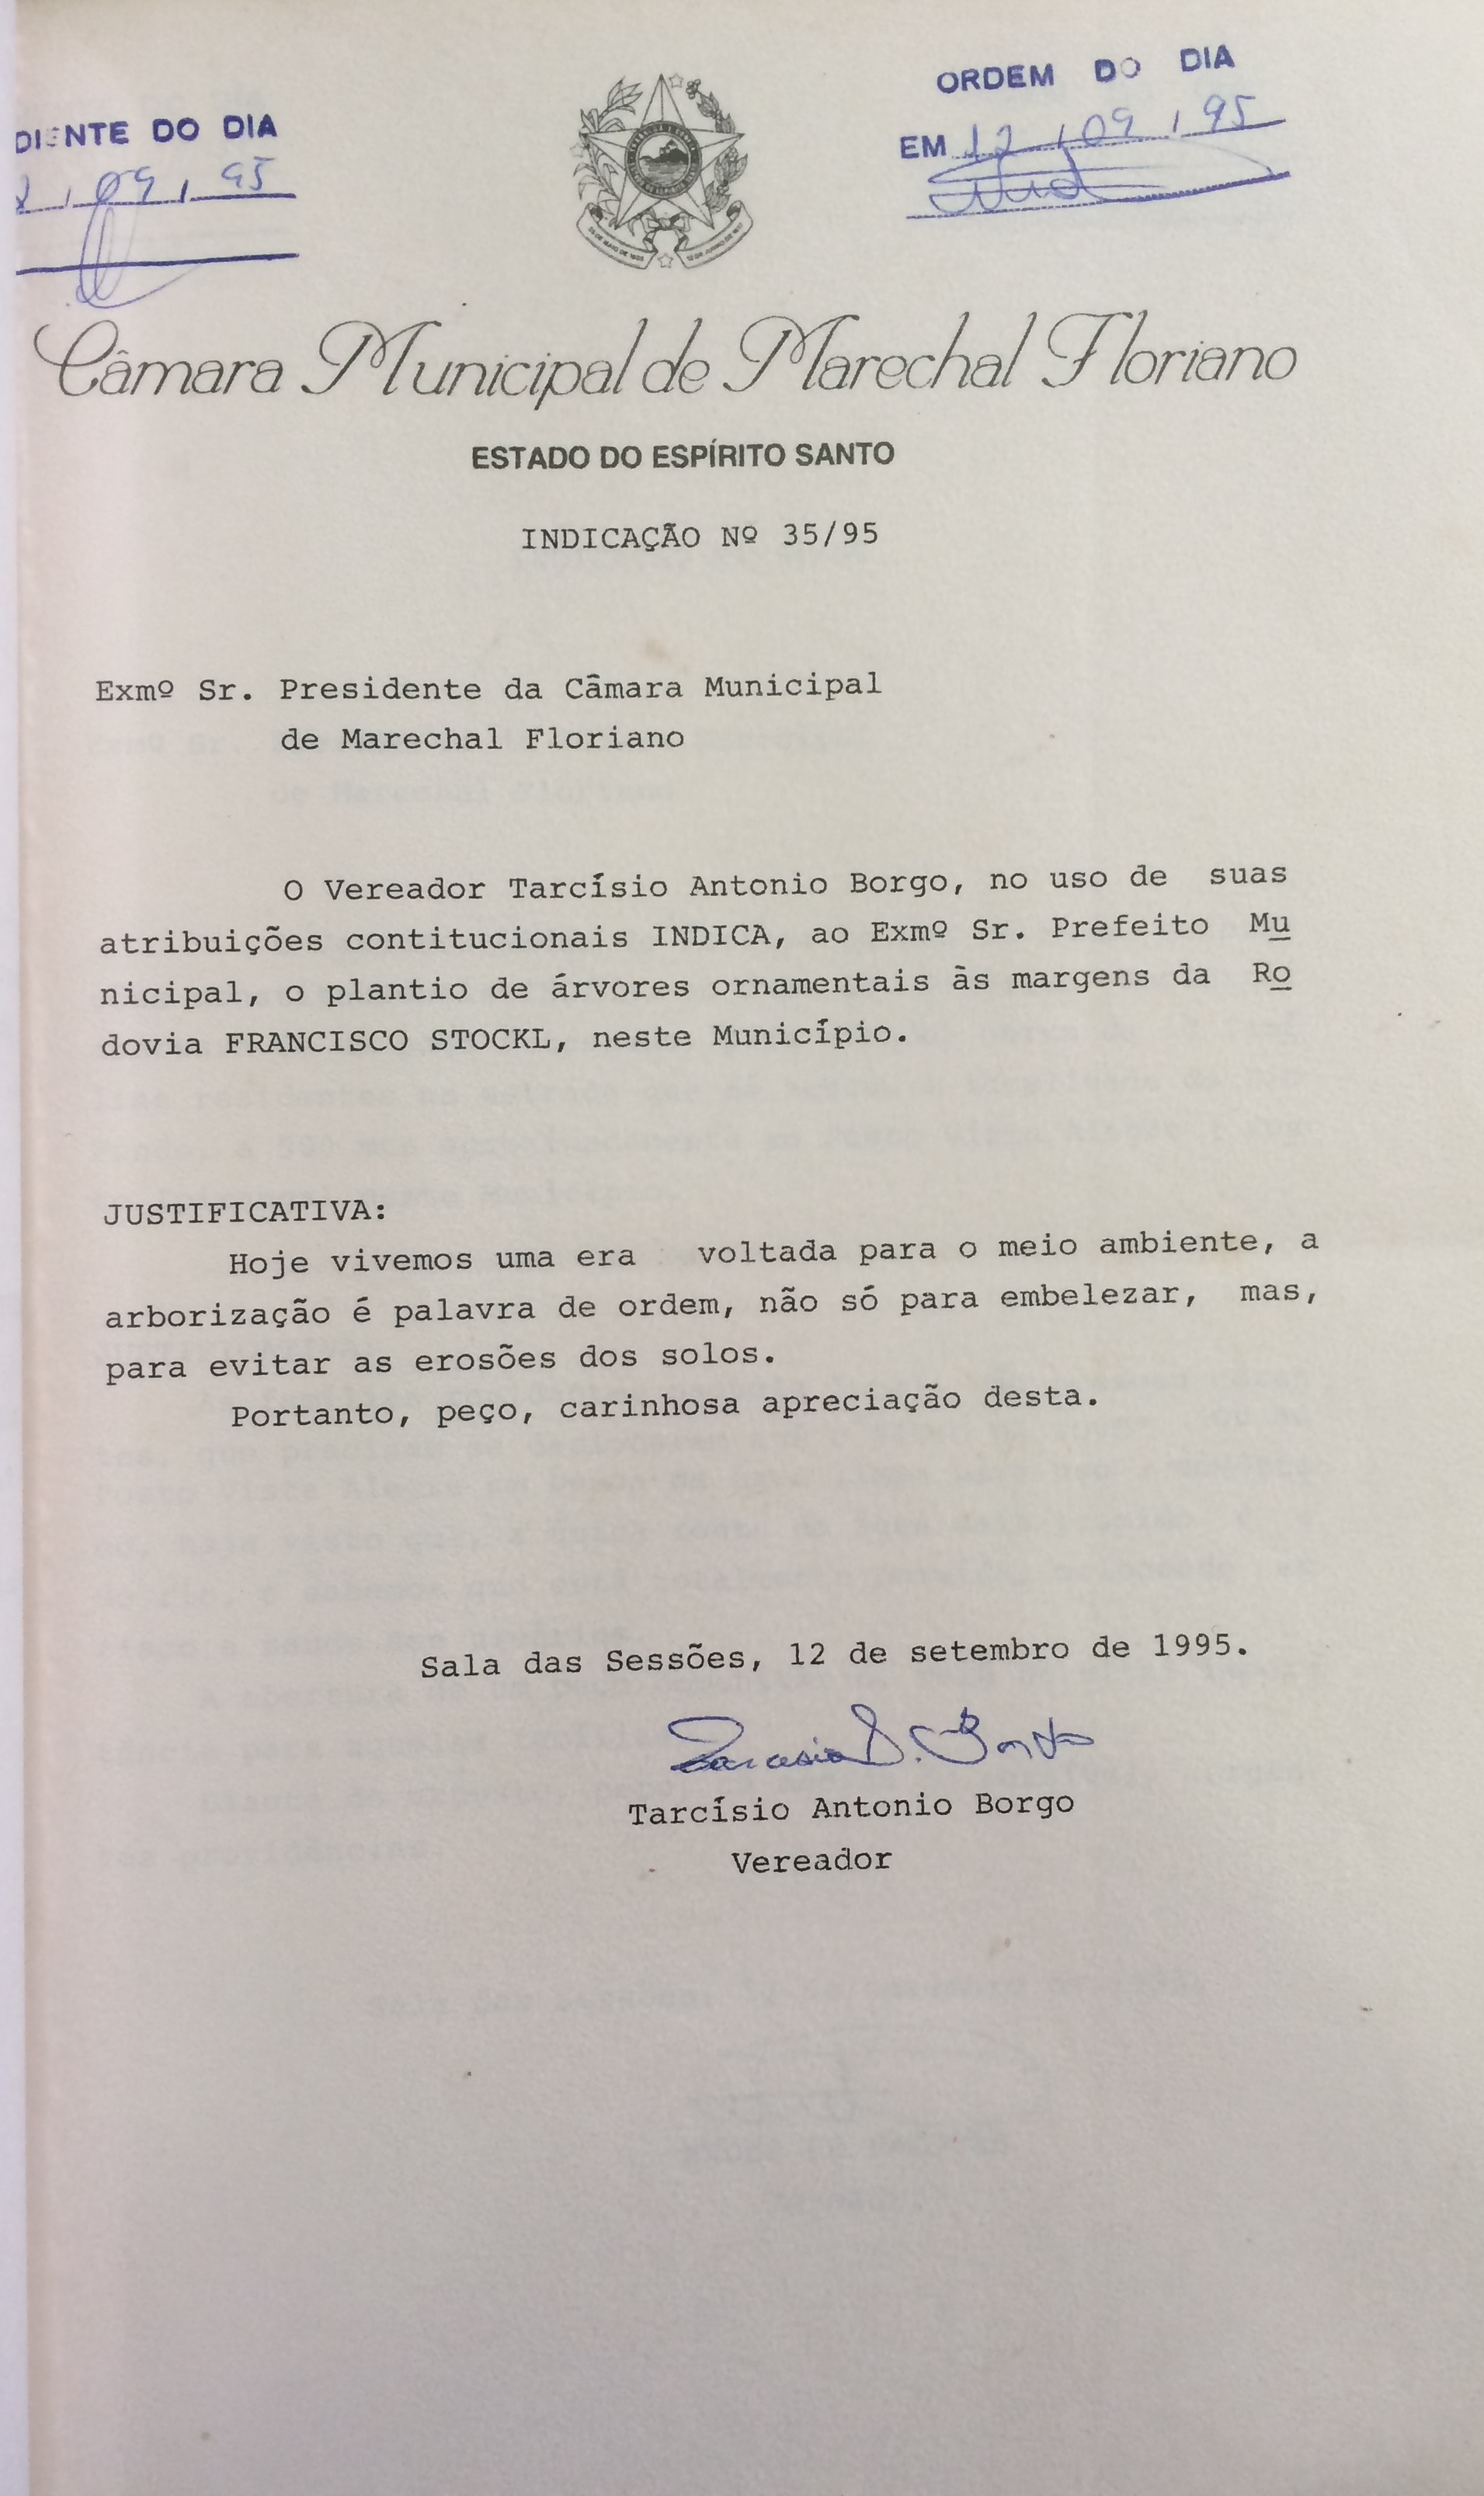 DIENTE DO DIA
09 / 95
ORDEM DO DIA
EM 12 / 09 / 95
Câmara Municipal de Marechal Floriano
ESTADO DO ESPÍRITO SANTO
INDICAÇÃO Nº 35/95
Exmº Sr. Presidente da Câmara Municipal
de Marechal Floriano
O Vereador Tarcísio Antonio Borgo, no uso de suas
atribuições contitucionais INDICA, ao Exmº Sr. Prefeito Mu
nicipal, o plantio de árvores ornamentais às margens da Ro
dovia FRANCISCO STOCKL, neste Município.
JUSTIFICATIVA:
Hoje vivemos uma era voltada para o meio ambiente, a
arborização é palavra de ordem, não só para embelezar, mas,
para evitar as erosões dos solos.
Portanto, peço, carinhosa apreciação desta.
Sala das Sessões, 12 de setembro de 1995.
Tarcísio Antonio Borgo
Vereador